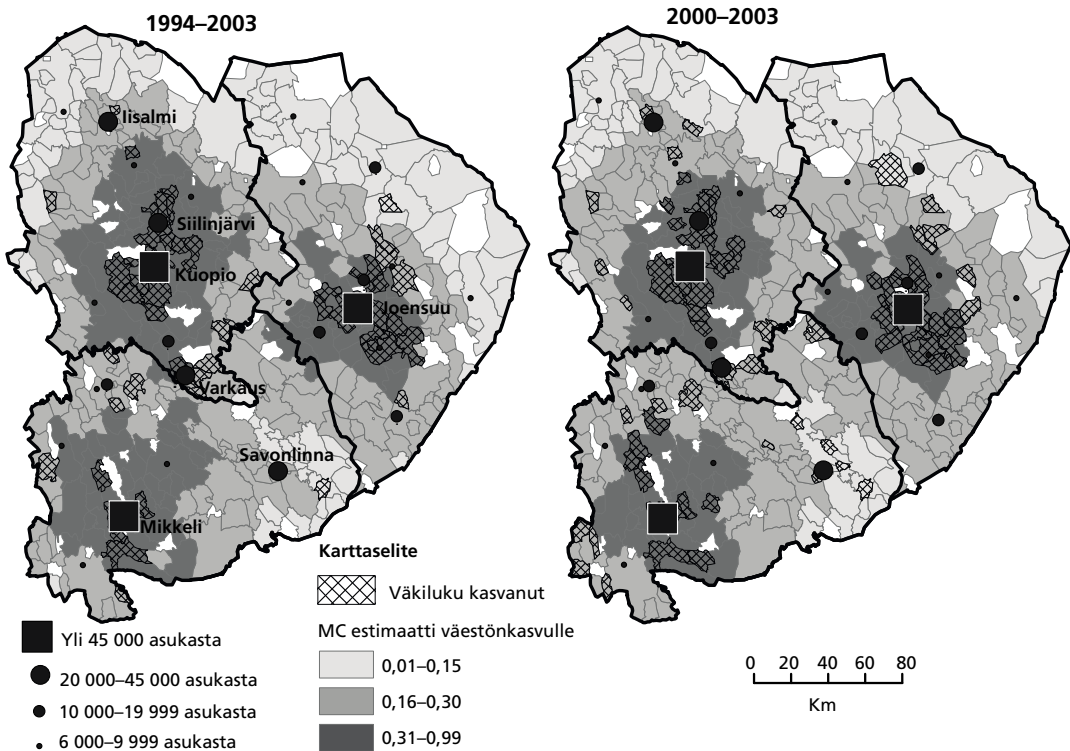 1994–2003
2000–2003
Iisalmi
Siilinjärvi
Kuopio
Joensuu
Varkaus
Savonlinna
Mikkeli
Karttaselite
Väkiluku kasvanut
MC estimaatti väestönkasvulle
0,01–0,15
0,16–0,30
0,31–0,99
Yli 45 000 asukasta
20 000–45 000 asukasta
10 000–19 999 asukasta
6 000–9 999 asukasta
0 20 40 60 80
Km